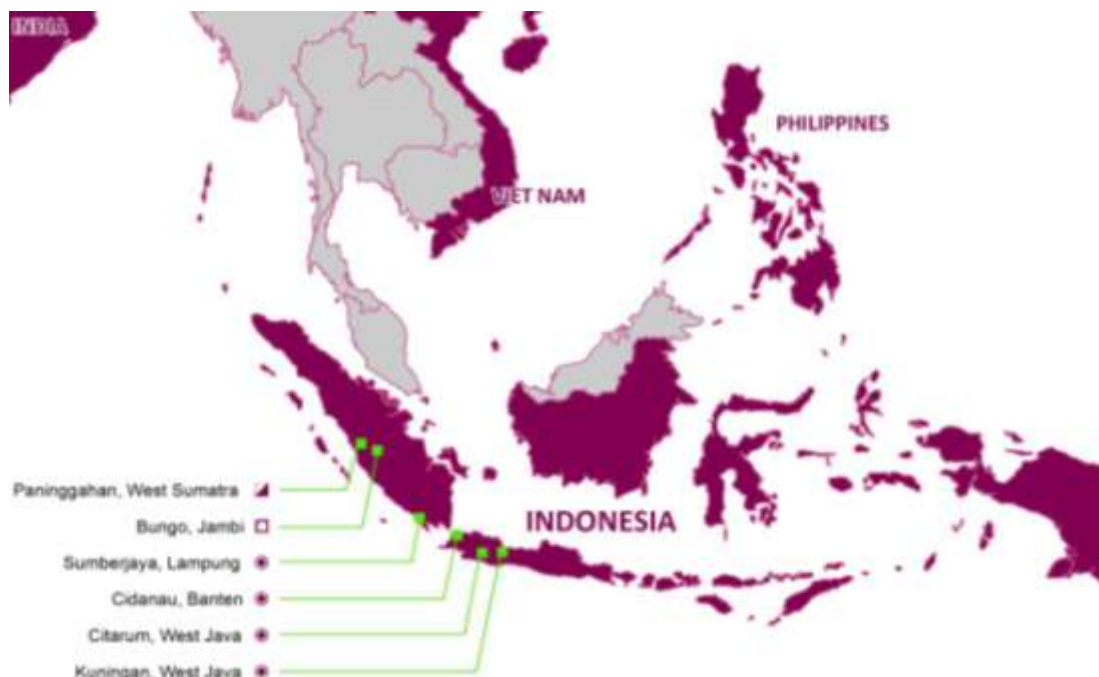 INDIA
PHILIPPINES
VIET NAM
INDONESIA
Paninggahan, West Sumatra
Bungo, Jambi
Sumberjaya, Lampung
Cidanau, Banten
Citarum, West Java
Kuningan, West Java